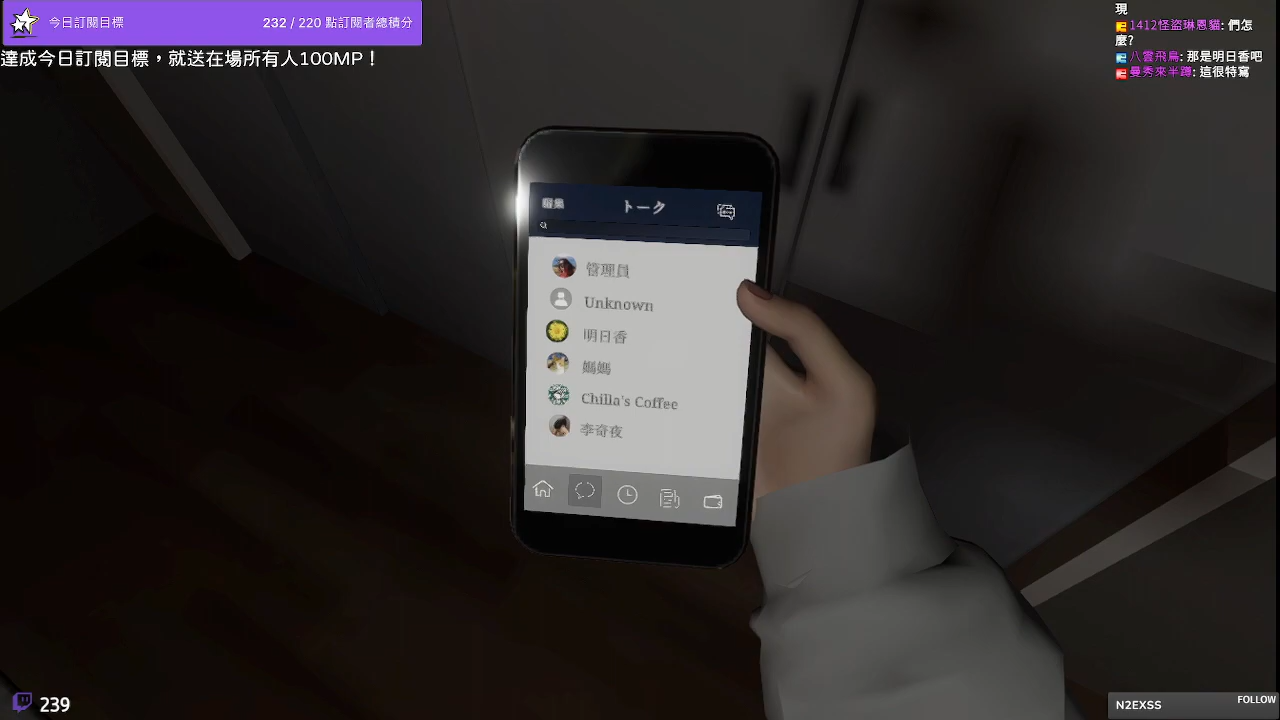 今日訂閱目標
232 / 220 點訂閱者總積分
達成今日訂閱目標，就送在場所有人100MP！
現
1412怪盜琳恩貓: 們怎
麼?
八雲飛鳥: 那是明日香吧
曼秀來半蹲: 這很特寫
編集
トーク
管理員
Unknown
明日香
媽媽
Chilla's Coffee
李奇夜
239
N2EXSS
FOLLOW